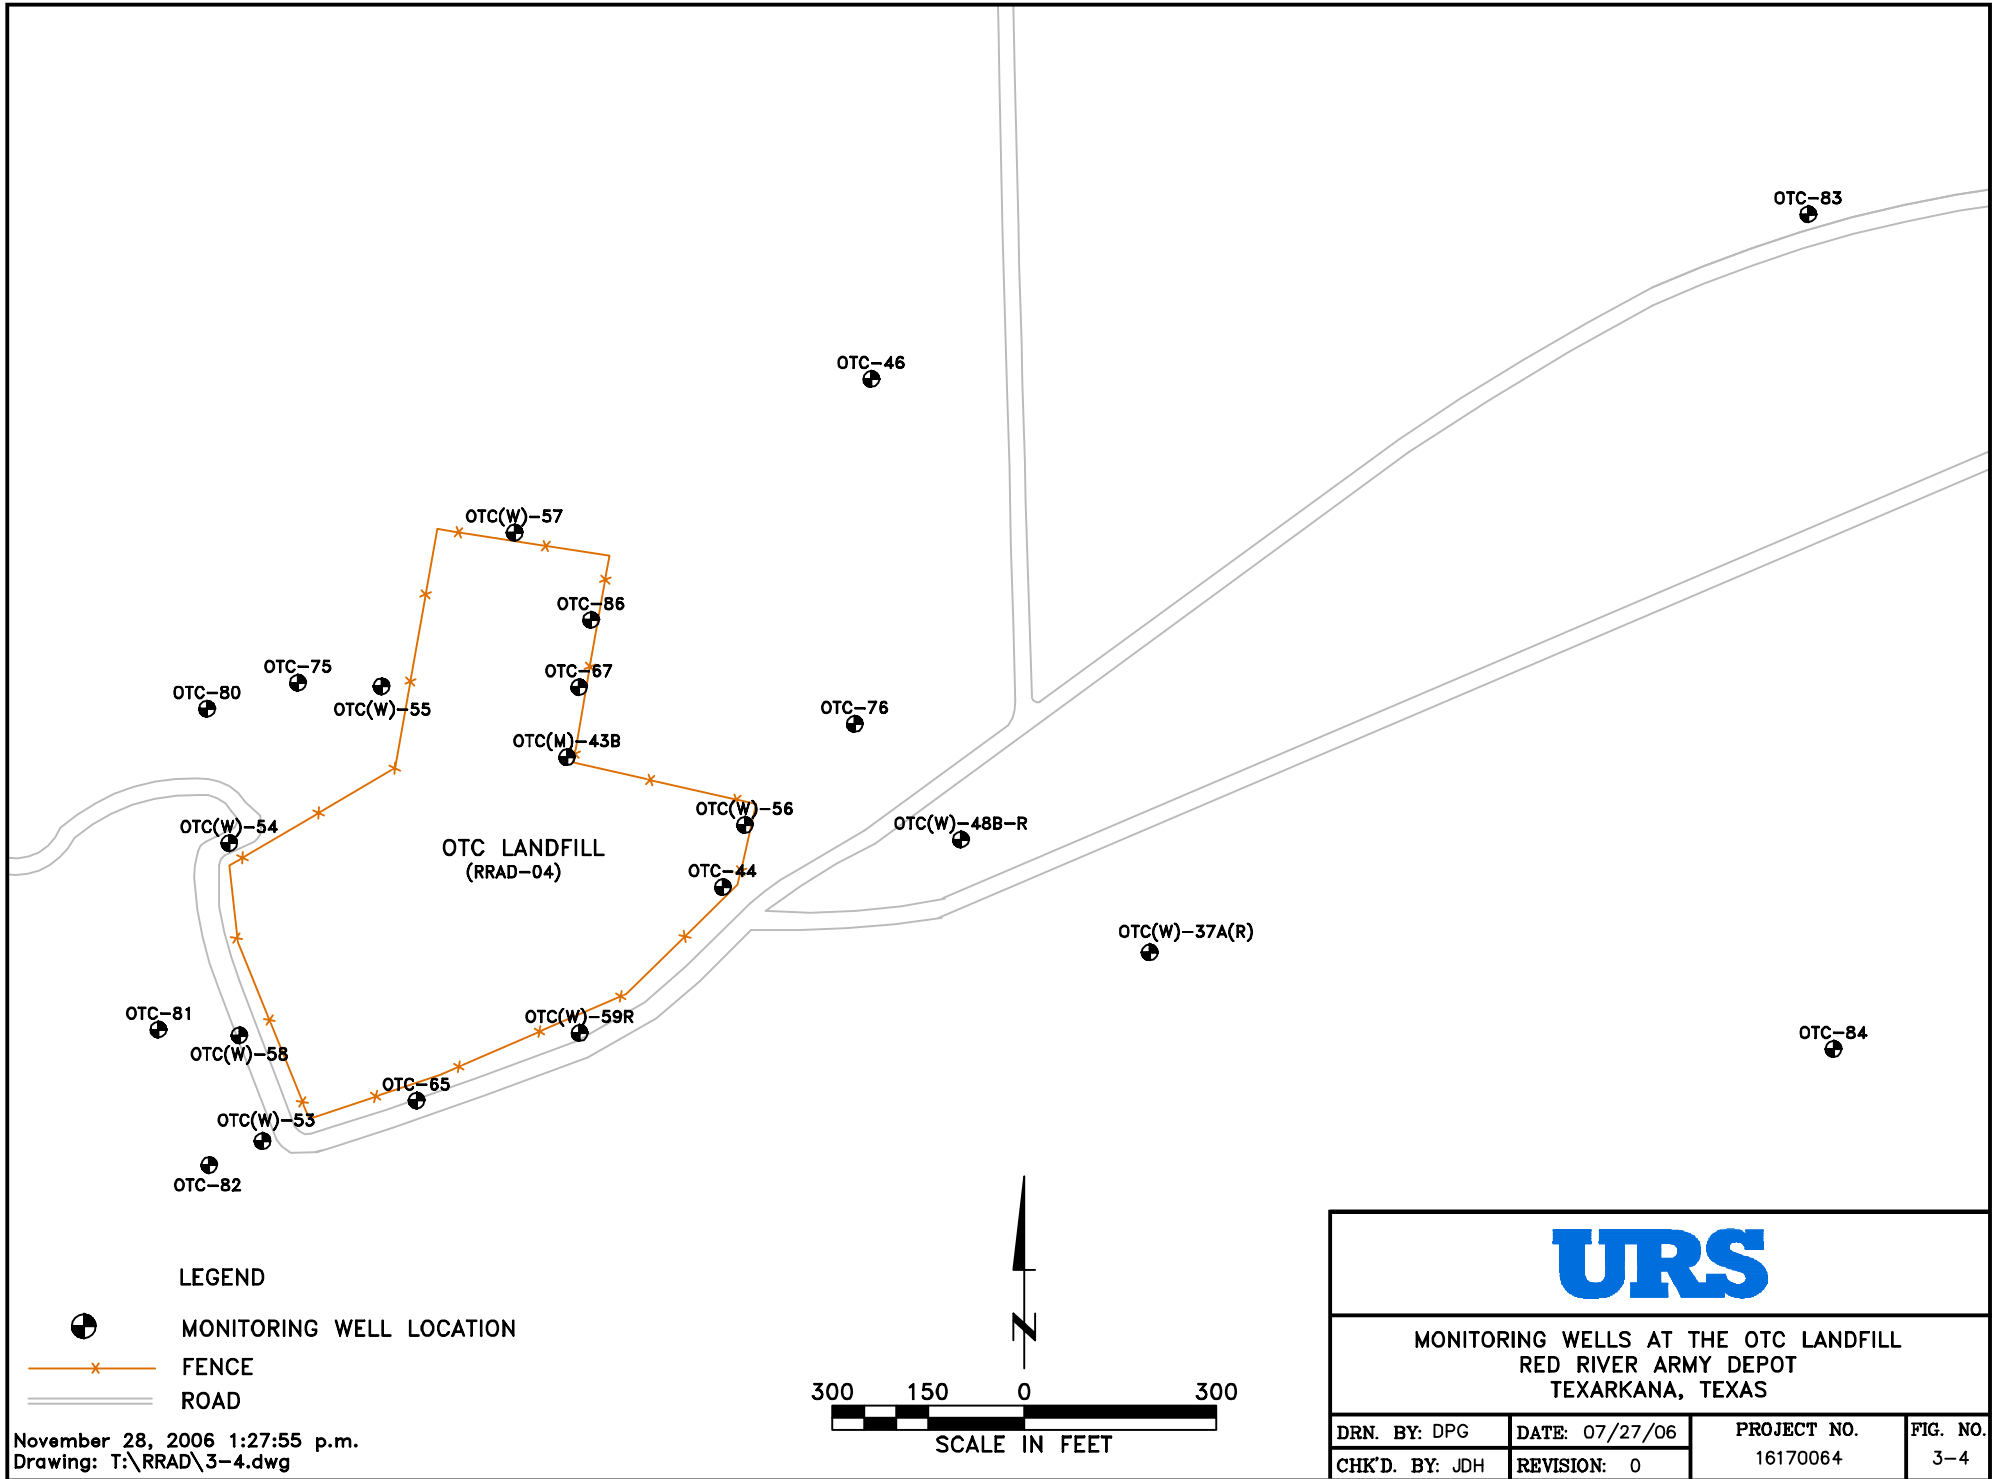 OTC-83
OTC-46
OTC(W)-57
OTC-86
OTC-75
OTC-67
OTC-80
OTC(W)-55
OTC-76
OTC(M)-43B
OTC(W)-56
OTC(W)-54
OTC(W)-48B-R
OTC LANDFILL
(RRAD-04)
OTC-44
OTC(W)-37A(R)
OTC-81
OTC(W)-59R
OTC-84
OTC(W)-58
OTC-65
OTC(W)-53
OTC-82
LEGEND
MONITORING WELL LOCATION
FENCE
ROAD
November 28, 2006 1:27:55 p.m.
Drawing: T:\RRAD\3-4.dwg
N
300 150 0 300
SCALE IN FEET
URS
MONITORING WELLS AT THE OTC LANDFILL
RED RIVER ARMY DEPOT
TEXARKANA, TEXAS
DRN. BY: DPG
DATE: 07/27/06
PROJECT NO.
16170064
FIG. NO.
3-4
CHK'D. BY: JDH
REVISION: 0